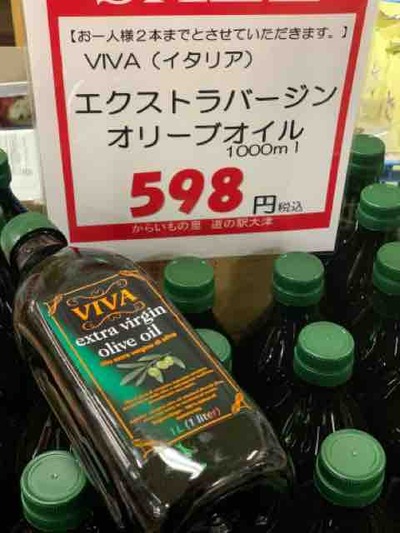 【お一人様2本までとさせていただきます。】
VIVA（イタリア）
エクストラバージン
オリーブオイル
1000ml
598円税込
からいもの里 道の駅大津
VIVA
extra virgin
olive oil
olio extra vergine di oliva
1L (1 liter)